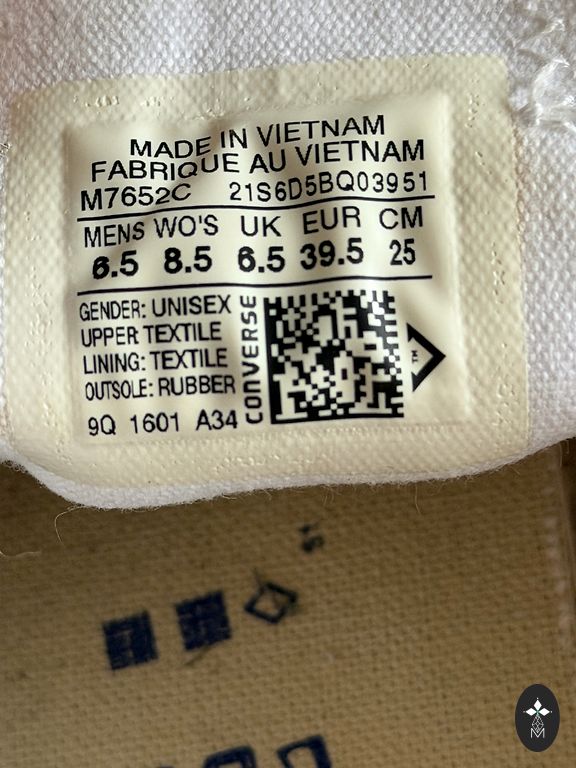 MADE IN VIETNAM
FABRIQUE AU VIETNAM
M7652C 21S6D5BQ03951
MENS WO'S UK EUR CM
6.5 8.5 6.5 39.5 25
GENDER: UNISEX
UPPER: TEXTILE
LINING: TEXTILE
OUTSOLE: RUBBER
9Q 1601 A34
CONVERSE
TM
M